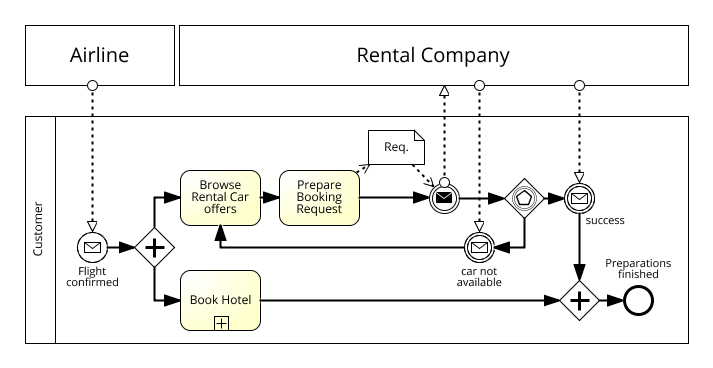 Airline
Rental Company
Customer
Req.
Browse
Rental Car
offers
Prepare
Booking
Request
success
Flight
confirmed
car not
available
Preparations
finished
Book Hotel